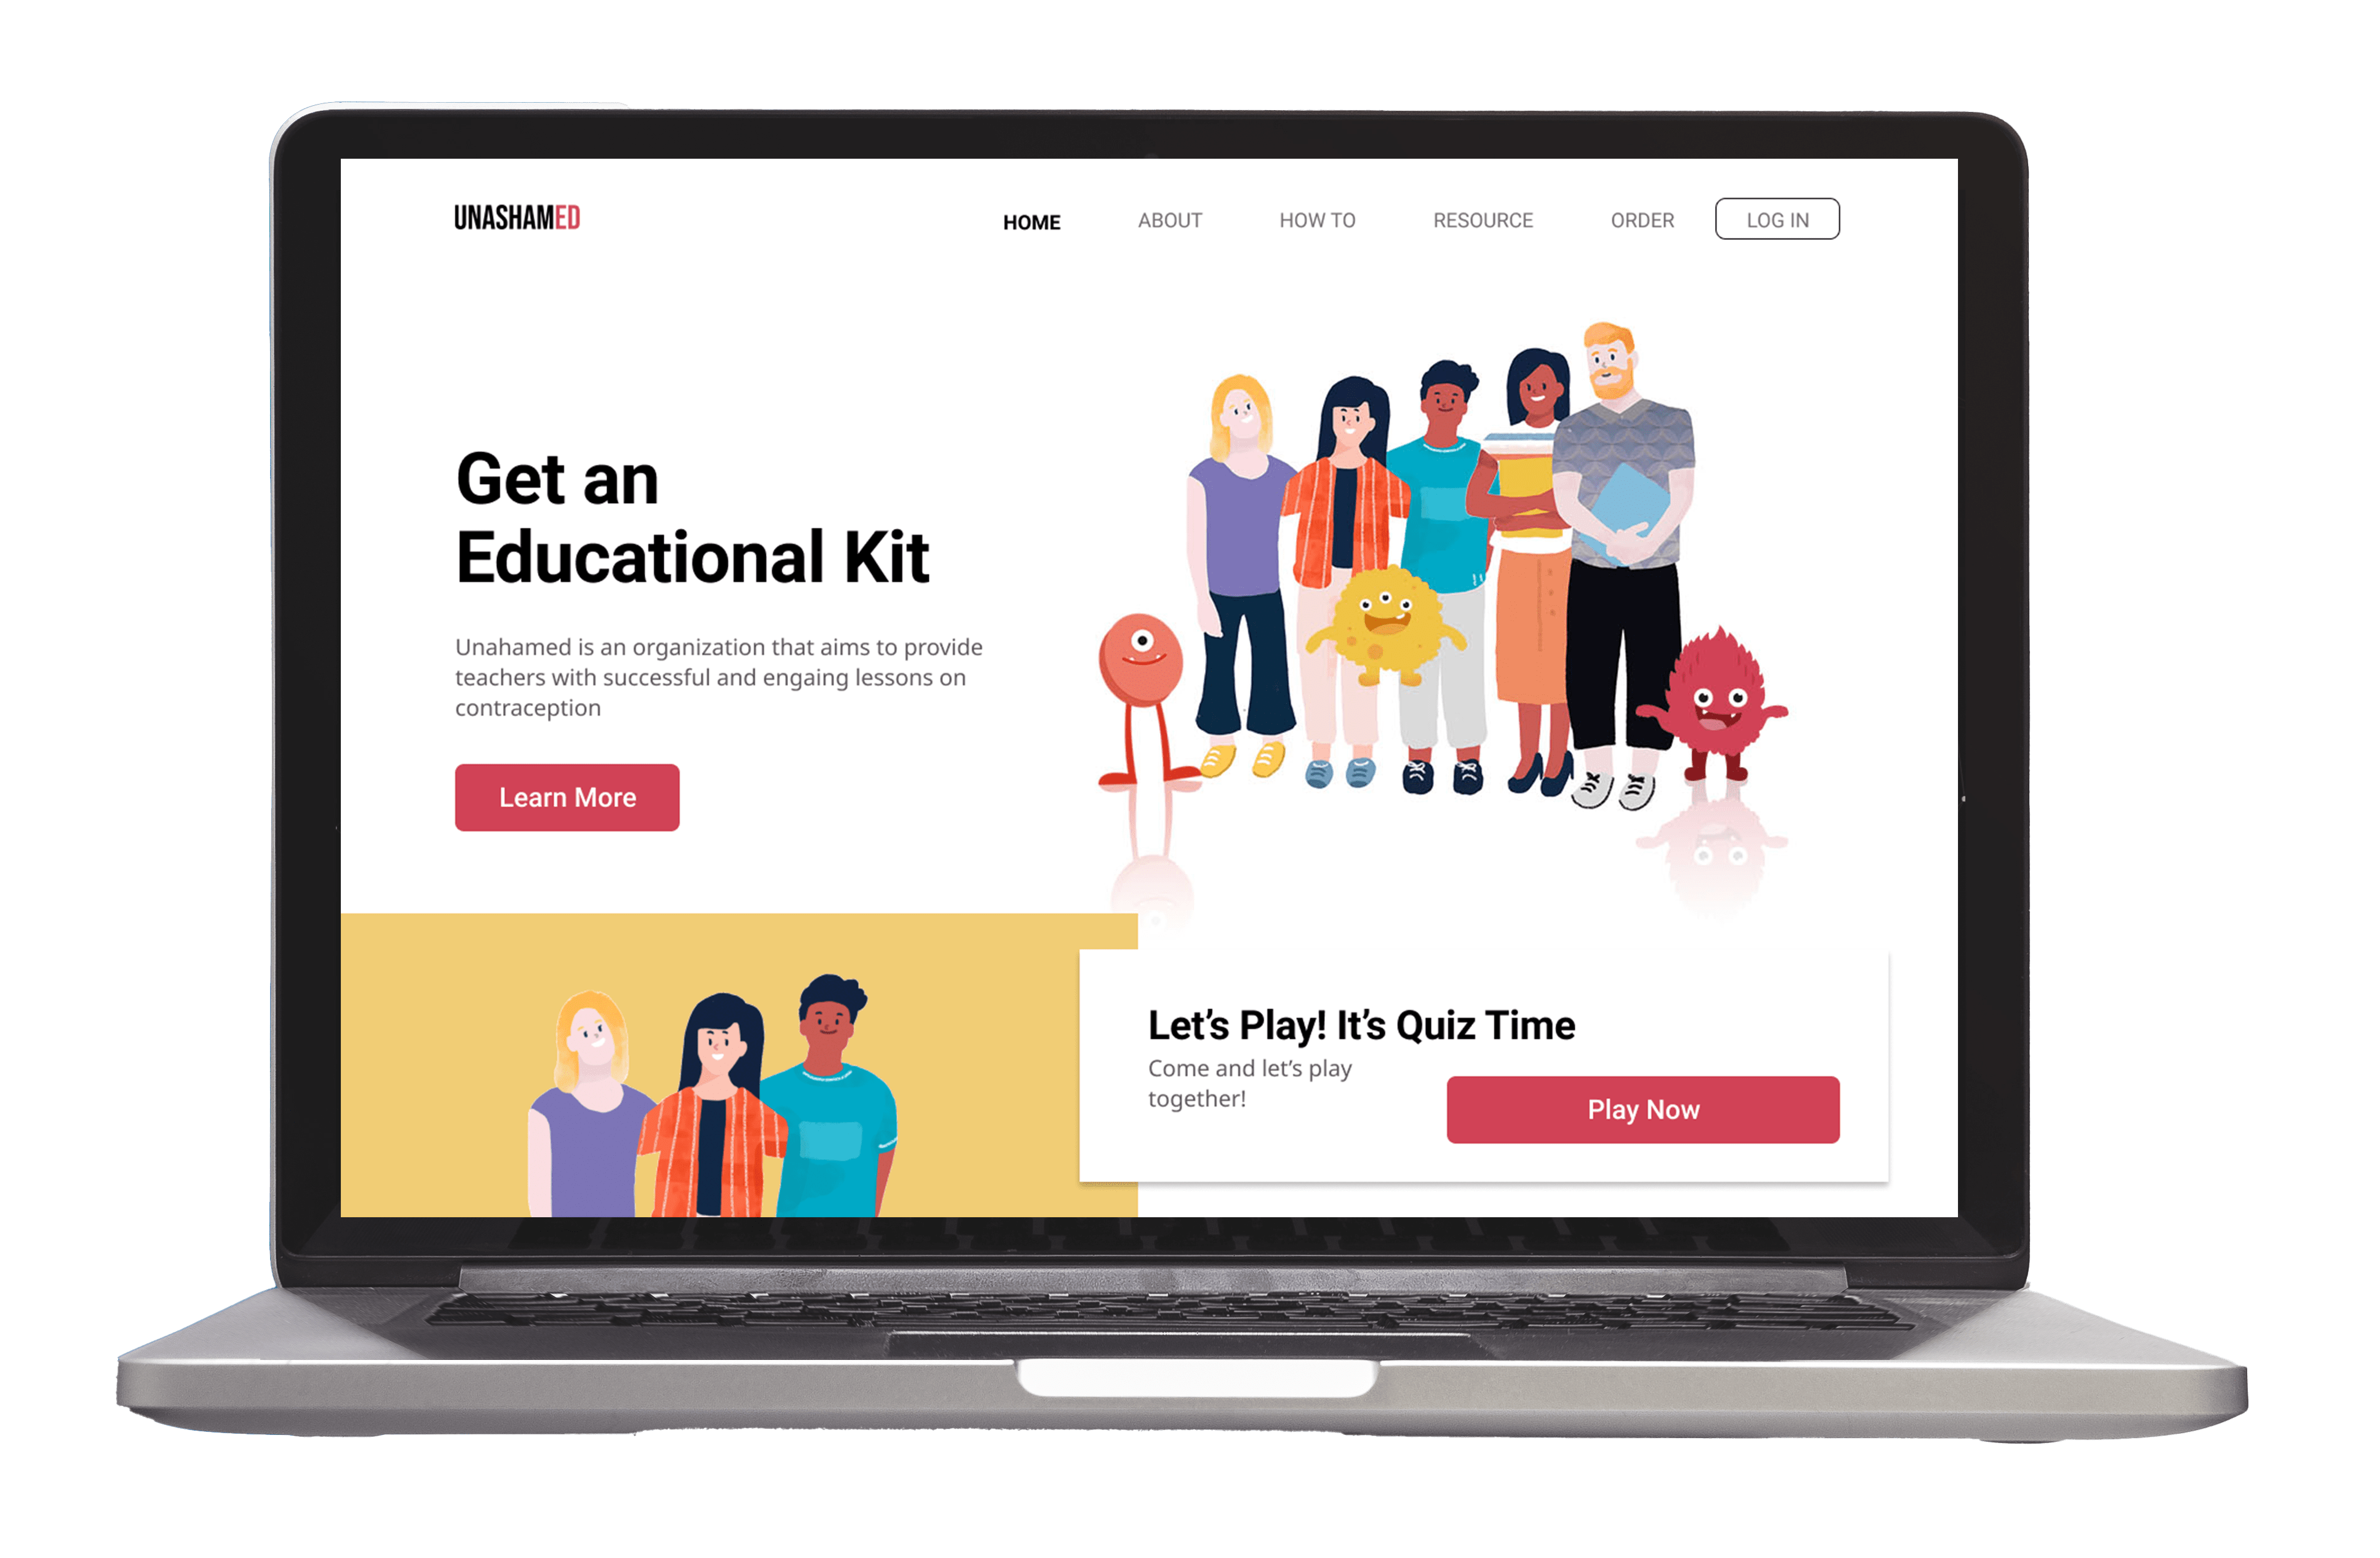 UNASHAMED
HOME ABOUT HOW TO RESOURCE ORDER LOG IN
Get an
Educational Kit
Unahamed is an organization that aims to provide
teachers with successful and engaing lessons on
contraception
Learn More
Let’s Play! It’s Quiz Time
Come and let’s play
together!
Play Now